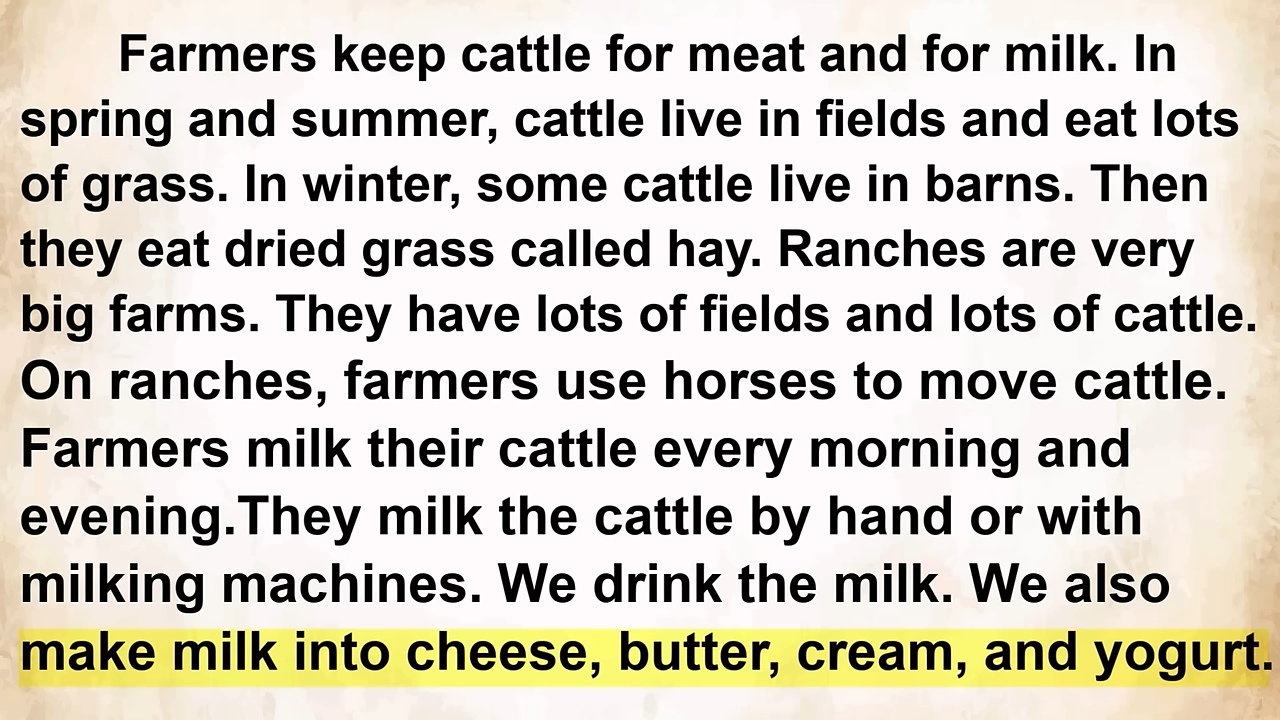 Farmers keep cattle for meat and for milk. In
spring and summer, cattle live in fields and eat lots
of grass. In winter, some cattle live in barns. Then
they eat dried grass called hay. Ranches are very
big farms. They have lots of fields and lots of cattle.
On ranches, farmers use horses to move cattle.
Farmers milk their cattle every morning and
evening.They milk the cattle by hand or with
milking machines. We drink the milk. We also
make milk into cheese, butter, cream, and yogurt.